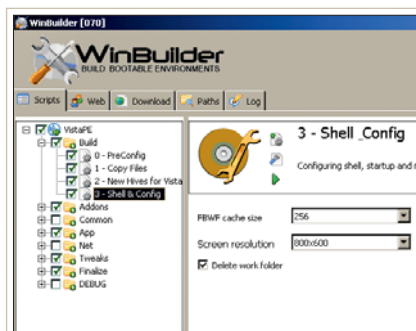 WinBuilder [070]
WinBuilder
BUILD BOOTABLE ENVIRONMENTS
Scripts
Web
Download
Paths
Log
VistaPE
Build
0 - PreConfig
1 - Copy Files
2 - New Hives for Vista
3 - Shell & Config
Addons
Common
App
Net
Tweaks
Finalize
DEBUG
3 - Shell _Config
Configuring shell, startup and
FBWF cache size
256
Screen resolution
800x600
Delete work folder